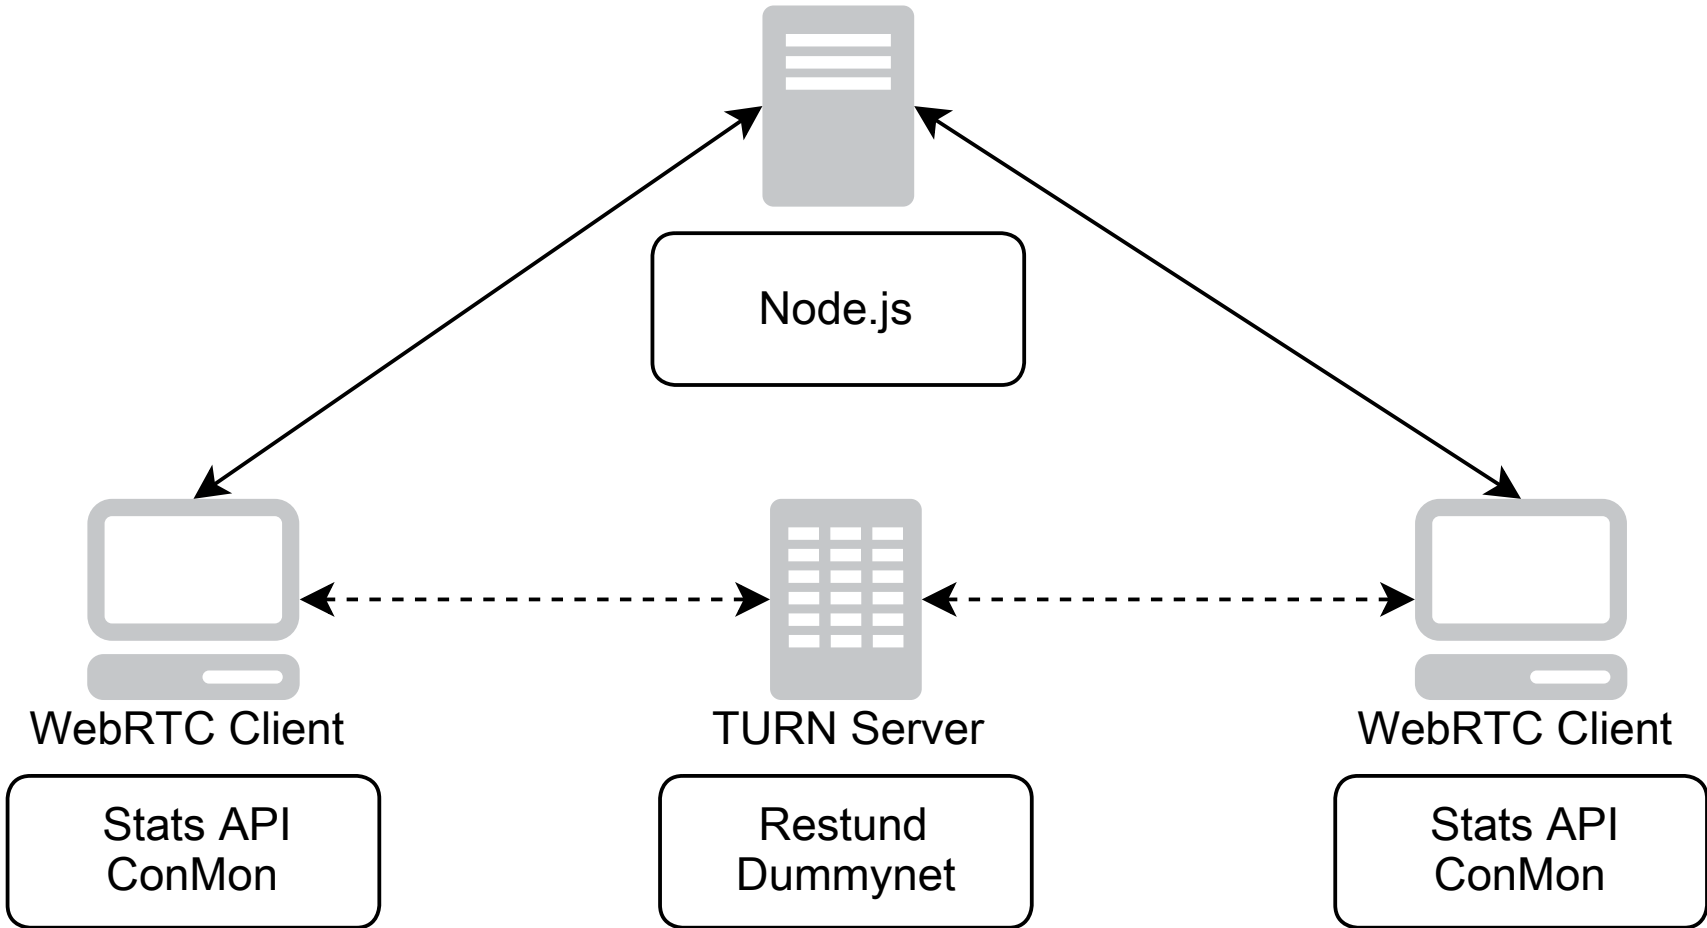 Node.js
WebRTC Client
TURN Server
WebRTC Client
Stats API
ConMon
Restund
Dummynet
Stats API
ConMon